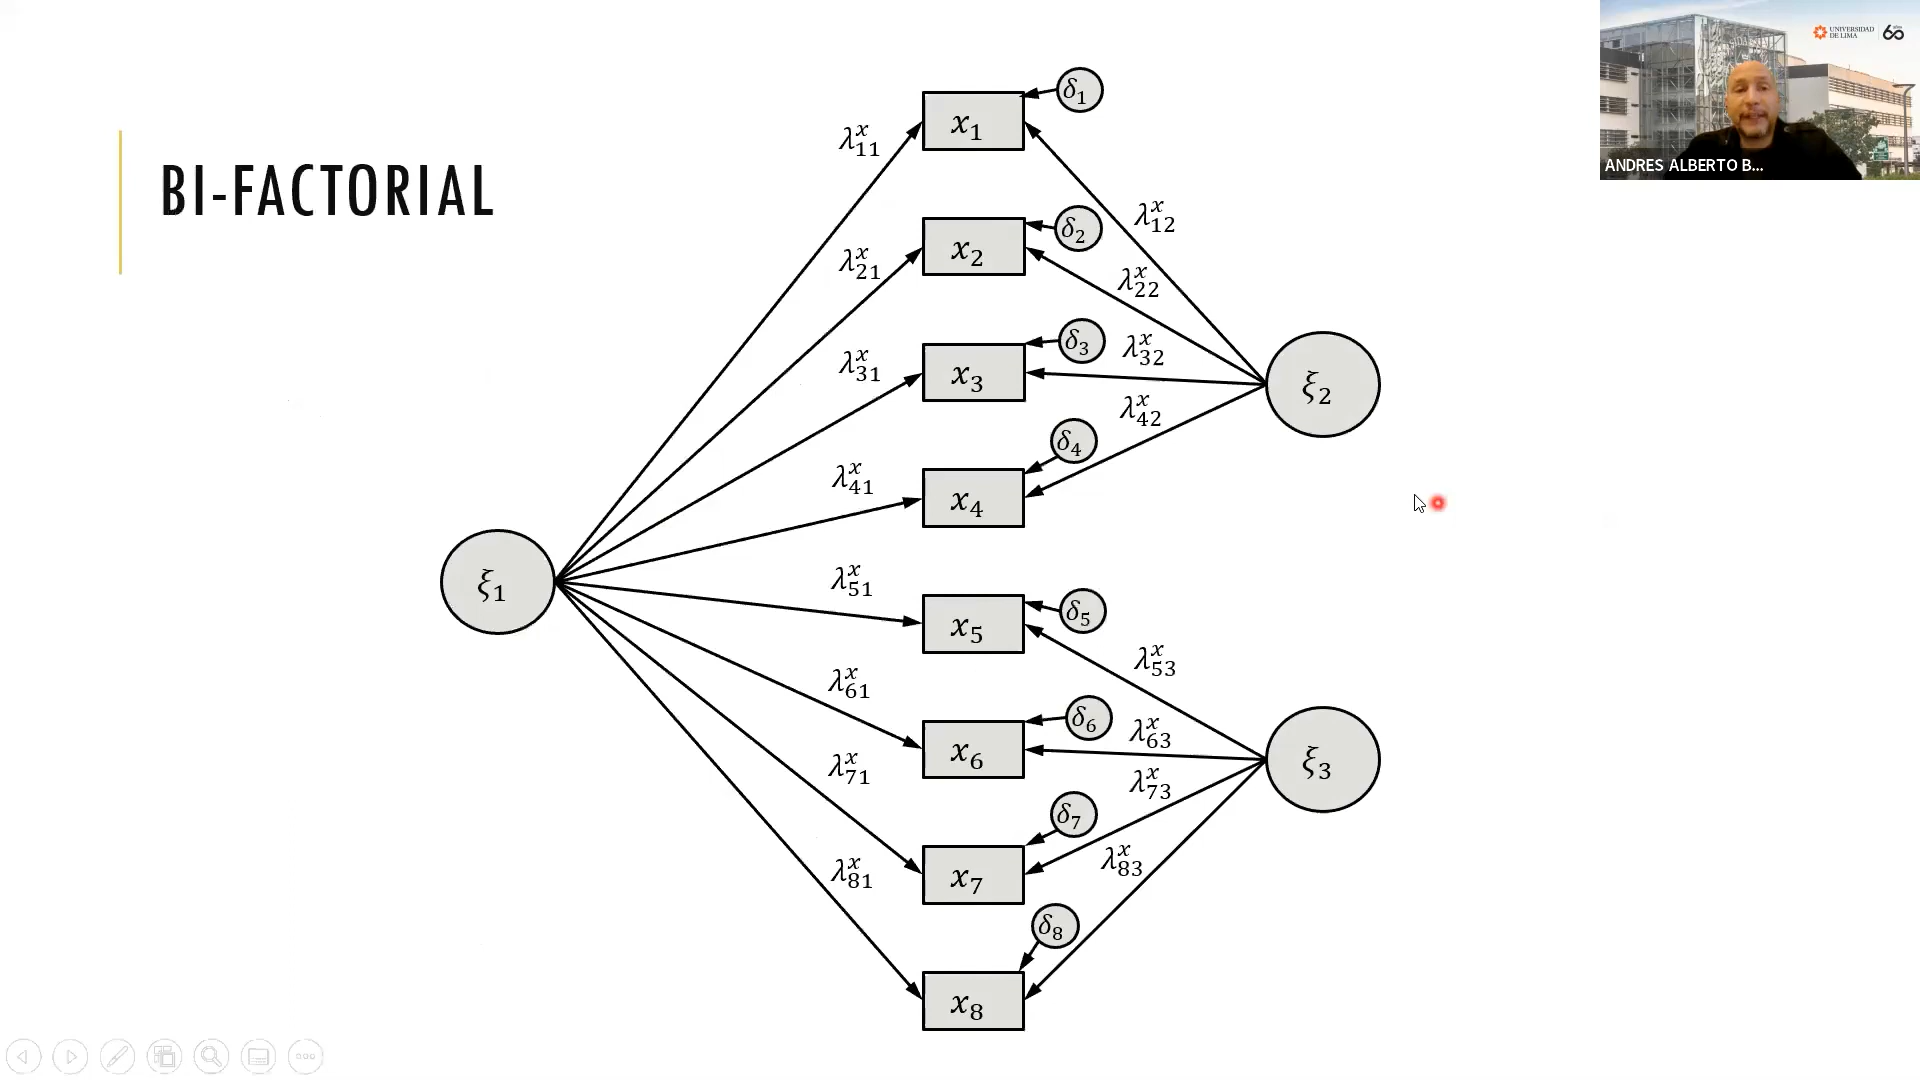 BI-FACTORIAL
x₁
x₂
x₃
x₄
x₅
x₆
x₇
x₈
δ₁
δ₂
δ₃
δ₄
δ₅
δ₆
δ₇
δ₈
λ₁₁ˣ
λ₂₁ˣ
λ₃₁ˣ
λ₄₁ˣ
λ₅₁ˣ
λ₆₁ˣ
λ₇₁ˣ
λ₈₁ˣ
λ₁₂ˣ
λ₂₂ˣ
λ₃₂ˣ
λ₄₂ˣ
λ₅₃ˣ
λ₆₃ˣ
λ₇₃ˣ
λ₈₃ˣ
ξ₁
ξ₂
ξ₃
UNIVERSIDAD
DE LIMA
60
ANDRES ALBERTO B...